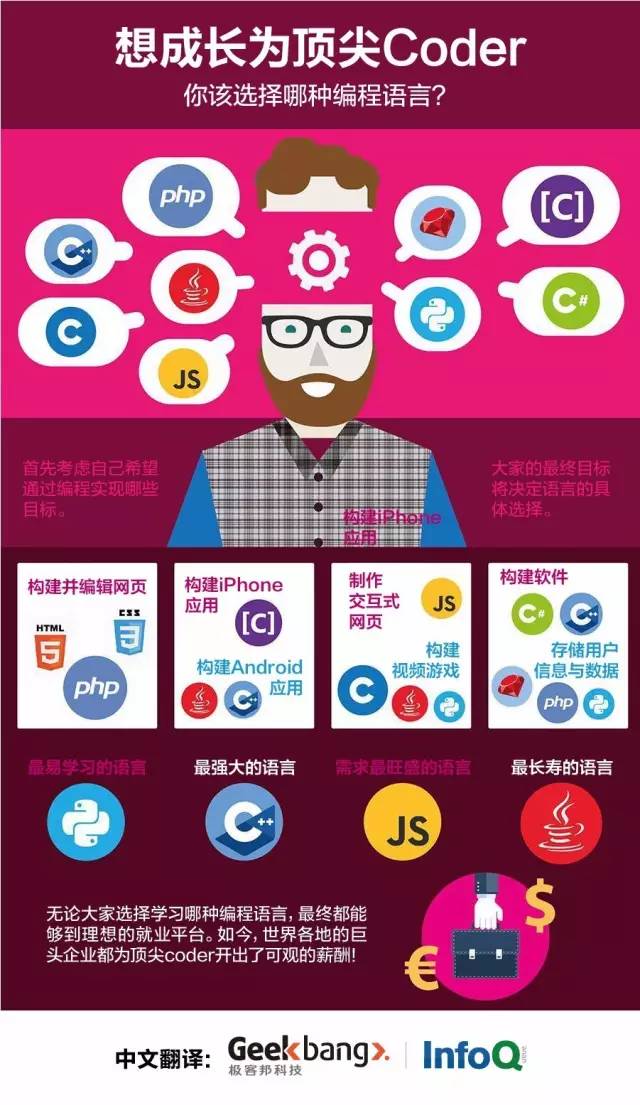 想成长为顶尖Coder
你该选择哪种编程语言?
php
[C]
C++
C#
C
JS
首先考虑自己希望
通过编程实现哪些
目标。
大家的最终目标
将决定语言的具
体选择。
构建iPhone
应用
构建并编辑网页
HTML
5
CSS
3
php
构建iPhone
应用
[C]
构建Android
应用
C++
制作
交互式
网页
JS
构建
视频游戏
C
构建软件
C#
C++
存储用户
信息与数据
php
最易学习的语言
最强大的语言
需求最旺盛的语言
最长寿的语言
C++
JS
无论大家选择学习哪种编程语言，最终都能
够到理想的就业平台。如今，世界各地的巨
头企业都为顶尖coder开出了可观的薪酬!
$
€
中文翻译:
Geekbang>.
极客邦科技
InfoQ